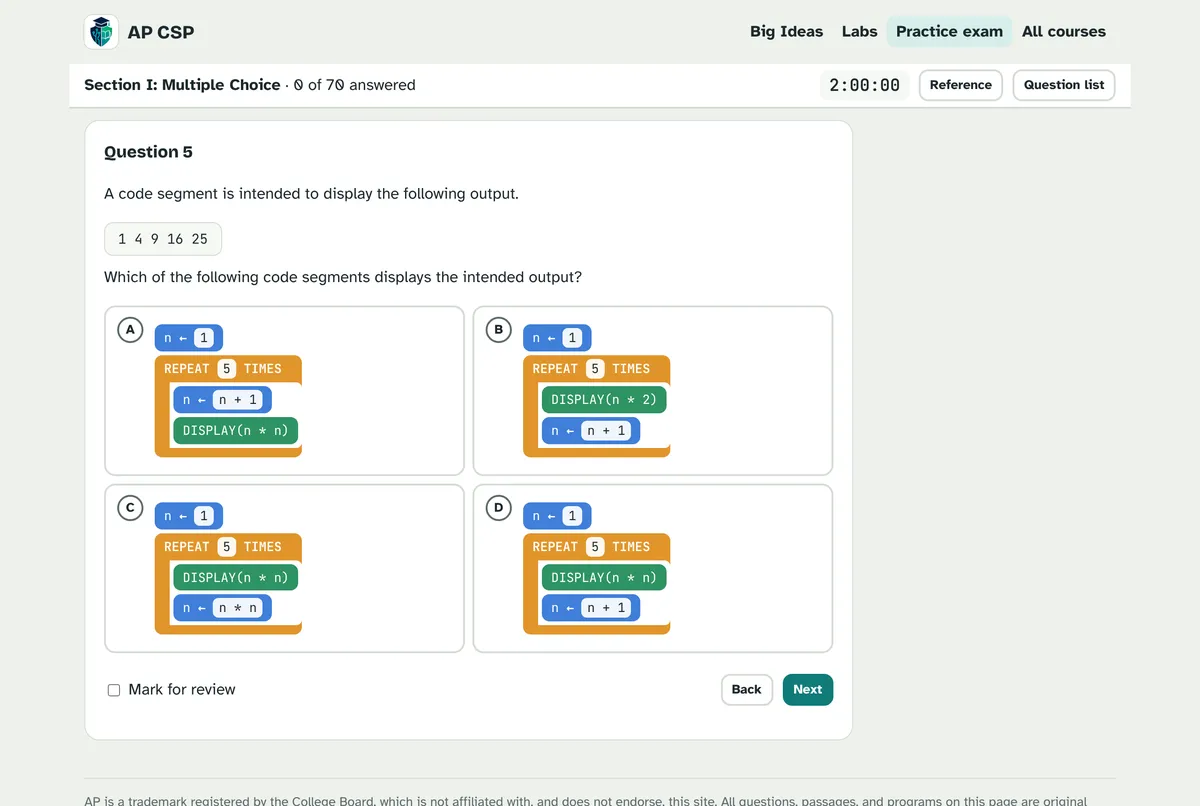 AP CSP
Big Ideas Labs Practice exam All courses
Section I: Multiple Choice · 0 of 70 answered
2:00:00 Reference Question list
Question 5
A code segment is intended to display the following output.
1 4 9 16 25
Which of the following code segments displays the intended output?
A
n ← 1
REPEAT 5 TIMES
n ← n + 1
DISPLAY(n * n)
B
n ← 1
REPEAT 5 TIMES
DISPLAY(n * 2)
n ← n + 1
C
n ← 1
REPEAT 5 TIMES
DISPLAY(n * n)
n ← n * n
D
n ← 1
REPEAT 5 TIMES
DISPLAY(n * n)
n ← n + 1
Mark for review
Back Next
AP is a trademark registered by the College Board, which is not affiliated with, and does not endorse, this site. All questions, passages, and programs on this page are original